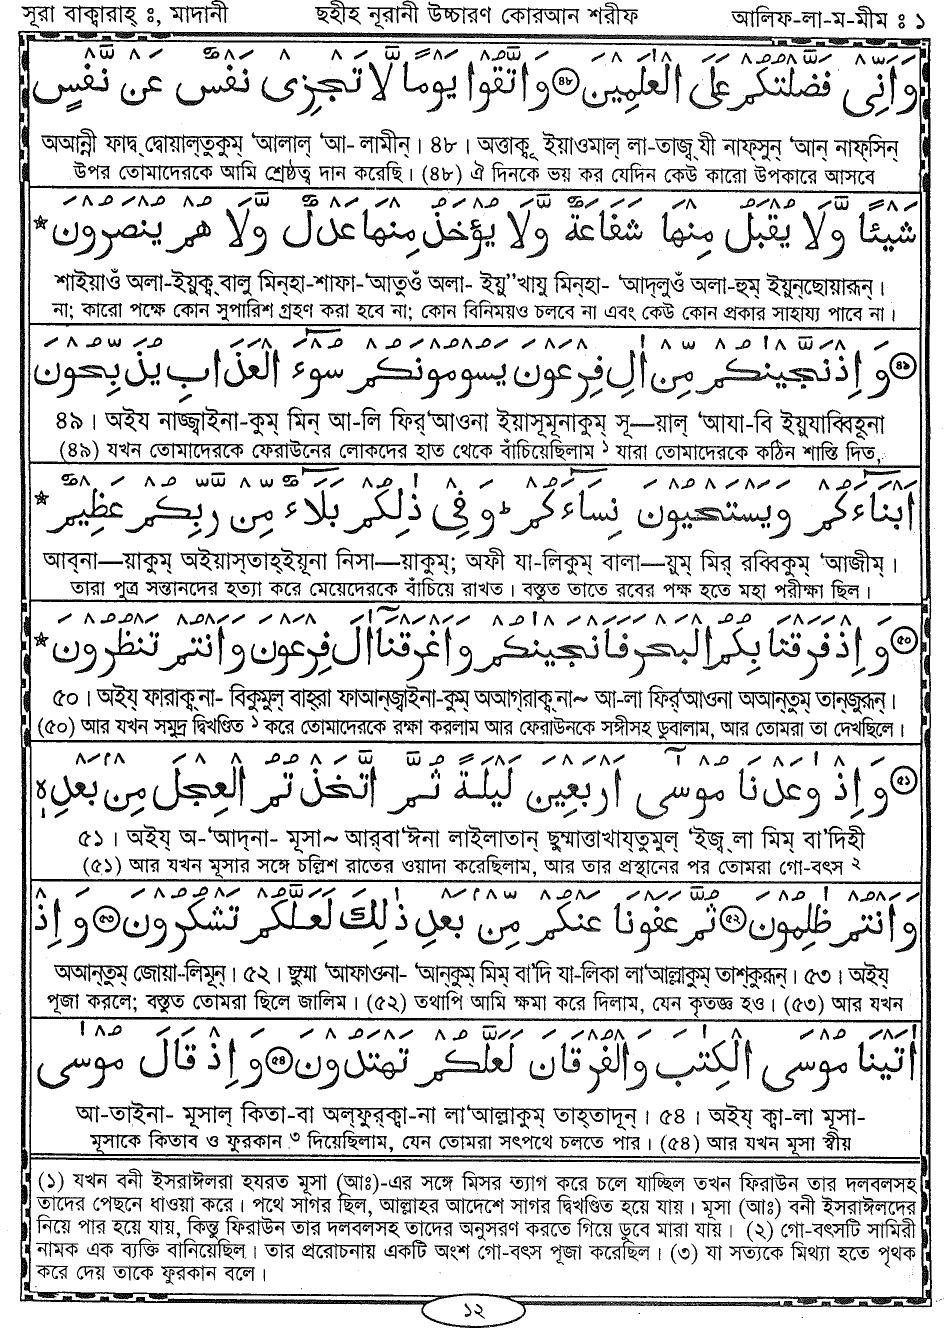 সূরা বাক্বারাহ্ ঃ, মাদানী ছহীহ নূরানী উচ্চারণ কোরআন শরীফ আলিফ-লা-ম-মীম ঃ ১
وَاَنِّىْ فَضَّلْتُكُمْ عَلَى الْعٰلَمِيْنَ ۝৪৮ وَاتَّقُوْا يَوْمًا لَّا تَجْزِىْ نَفْسٌ عَنْ نَّفْسٍ
অআন্নী ফাদ্ব্ দ্বোয়াল্‌তুকুম্ ‘আলাল্ ‘আ- লামীন্। ৪৮। অত্তাক্বূ ইয়াওমাল্ লা-তাজ্ব্ যী নাফ্‌সুন্ ‘আন্ নাফ্‌সিন্
উপর তোমাদেরকে আমি শ্রেষ্ঠত্ব দান করেছি। (৪৮) ঐ দিনকে ভয় কর যেদিন কেউ কারো উপকারে আসবে
شَيْئًا وَّلَا يُقْبَلُ مِنْهَا شَفَاعَةٌ وَّلَا يُؤْخَذُ مِنْهَا عَدْلٌ وَّلَا هُمْ يُنْصَرُوْنَ *
শাইয়াওঁ অলা-ইয়ুক্ব্ বালু মিন্‌হা-শাফা-‘আতুওঁ অলা- ইয়ু’’খাযু মিন্‌হা- ‘আদ্‌লুওঁ অলা-হুম্ ইয়ুন্‌ছোয়ারূন্।
না; কারো পক্ষে কোন সুপারিশ গ্রহণ করা হবে না; কোন বিনিময়ও চলবে না এবং কেউ কোন প্রকার সাহায্য পাবে না।
۝৪৯ وَاِذْ نَجَّيْنٰكُمْ مِّنْ اٰلِ فِرْعَوْنَ يَسُوْمُوْنَكُمْ سُوْٓءَ الْعَذَابِ يُذَبِّحُوْنَ
৪৯। অইয নাজ্জ্বাইনা-কুম্ মিন্ আ-লি ফির্‘আওনা ইয়াসূমূনাকুম্ সূ—য়াল্ ‘আযা-বি ইয়ুযাব্বিহূনা
(৪৯) যখন তোমাদেরকে ফেরাউনের লোকদের হাত থেকে বাঁচিয়েছিলাম ১ যারা তোমাদেরকে কঠিন শাস্তি দিত,
اَبْنَآءَكُمْ وَيَسْتَحْيُوْنَ نِسَآءَكُمْ ؕ وَفِىْ ذٰلِكُمْ بَلَآءٌ مِّنْ رَّبِّكُمْ عَظِيْمٌ *
আব্‌না—য়াকুম্ অইয়াস্‌তাহ্‌ইয়ূনা নিসা—য়াকুম্; অফী যা-লিকুম্ বালা—য়ুম্ মির্ রব্বিকুম্ ‘আজীম্।
তারা পুত্র সন্তানদের হত্যা করে মেয়েদেরকে বাঁচিয়ে রাখত। বস্তুত তাতে রবের পক্ষ হতে মহা পরীক্ষা ছিল।
۝৫০ وَاِذْ فَرَقْنَا بِكُمُ الْبَحْرَ فَاَنْجَيْنٰكُمْ وَاَغْرَقْنَآ اٰلَ فِرْعَوْنَ وَاَنْتُمْ تَنْظُرُوْنَ *
৫০। অইয্ ফারাক্বনা- বিকুমুল্ বাহ্‌রা ফাআন্‌জ্বাইনা-কুম্ অআগ্‌রাক্বনা~ আ-লা ফির্‘আওনা অআন্‌তুম্ তান্‌জুরূন্।
(৫০) আর যখন সমুদ্র দ্বিখণ্ডিত ১ করে তোমাদেরকে রক্ষা করলাম আর ফেরাউনকে সঙ্গীসহ ডুবালাম, আর তোমরা তা দেখছিলে।
۝৫১ وَاِذْ وٰعَدْنَا مُوْسٰٓى اَرْبَعِيْنَ لَيْلَةً ثُمَّ اتَّخَذْتُمُ الْعِجْلَ مِنْۢ بَعْدِهٖ
৫১। অইয্ অ-‘আদ্‌না- মূসা~ আর্‌বা‘ঈনা লাইলাতান্ ছুম্মাত্তাখায্‌তুমুল্ ‘ইজ্ব্ লা মিম্ বা’দিহী
(৫১) আর যখন মূসার সঙ্গে চল্লিশ রাতের ওয়াদা করেছিলাম, আর তার প্রস্থানের পর তোমরা গো-বৎস ২
وَاَنْتُمْ ظٰلِمُوْنَ ۝৫২ ثُمَّ عَفَوْنَا عَنْكُمْ مِّنْۢ بَعْدِ ذٰلِكَ لَعَلَّكُمْ تَشْكُرُوْنَ ۝৫৩ وَاِذْ
অআন্‌তুম্ জোয়া-লিমূন্। ৫২। ছুম্মা ‘আফাওনা- ‘আন্‌কুম্ মিম্ বা’দি যা-লিকা লা‘আল্লাকুম্ তাশ্‌কুরূন্। ৫৩। অইয্
পূজা করলে; বস্তুত তোমরা ছিলে জালিম। (৫২) তথাপি আমি ক্ষমা করে দিলাম, যেন কৃতজ্ঞ হও। (৫৩) আর যখন
اٰتَيْنَا مُوْسَى الْكِتٰبَ وَالْفُرْقَانَ لَعَلَّكُمْ تَهْتَدُوْنَ ۝৫৪ وَاِذْ قَالَ مُوْسٰى
আ-তাইনা- মূসাল্ কিতা-বা অল্‌ফুর্‌ক্বা-না লা‘আল্লাকুম্ তাহ্‌তাদূন্। ৫৪। অইয্ ক্বা-লা মূসা-
মূসাকে কিতাব ও ফুরকান ৩ দিয়েছিলাম, যেন তোমরা সৎপথে চলতে পার। (৫৪) আর যখন মূসা স্বীয়
(১) যখন বনী ইসরাঈলরা হযরত মূসা (আঃ)-এর সঙ্গে মিসর ত্যাগ করে চলে যাচ্ছিল তখন ফিরাউন তার দলবলসহ
তাদের পেছনে ধাওয়া করে। পথে সাগর ছিল, আল্লাহর আদেশে সাগর দ্বিখণ্ডিত হয়ে যায়। মূসা (আঃ) বনী ইসরাঈলদের
নিয়ে পার হয়ে যায়, কিন্তু ফিরাউন তার দলবলসহ তাদের অনুসরণ করতে গিয়ে ডুবে মারা যায়। (২) গো-বৎসটি সামিরী
নামক এক ব্যক্তি বানিয়েছিল। তার প্ররোচনায় একটি অংশ গো-বৎস পূজা করেছিল। (৩) যা সত্যকে মিথ্যা হতে পৃথক
করে দেয় তাকে ফুরকান বলে।
১২